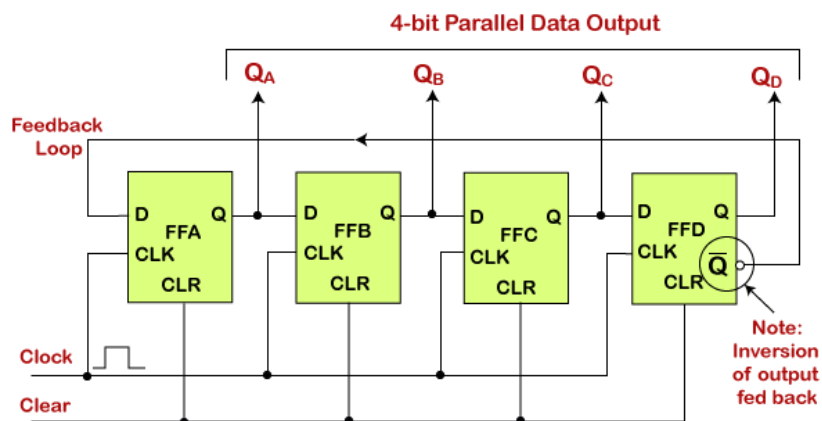 4-bit Parallel Data Output
QA QB QC QD
Feedback
Loop
D Q D Q D Q D Q
FFA FFB FFC FFD
CLK CLK CLK CLK
CLR CLR CLR CLR Q̅
Clock
Clear
Note:
Inversion
of output
fed back